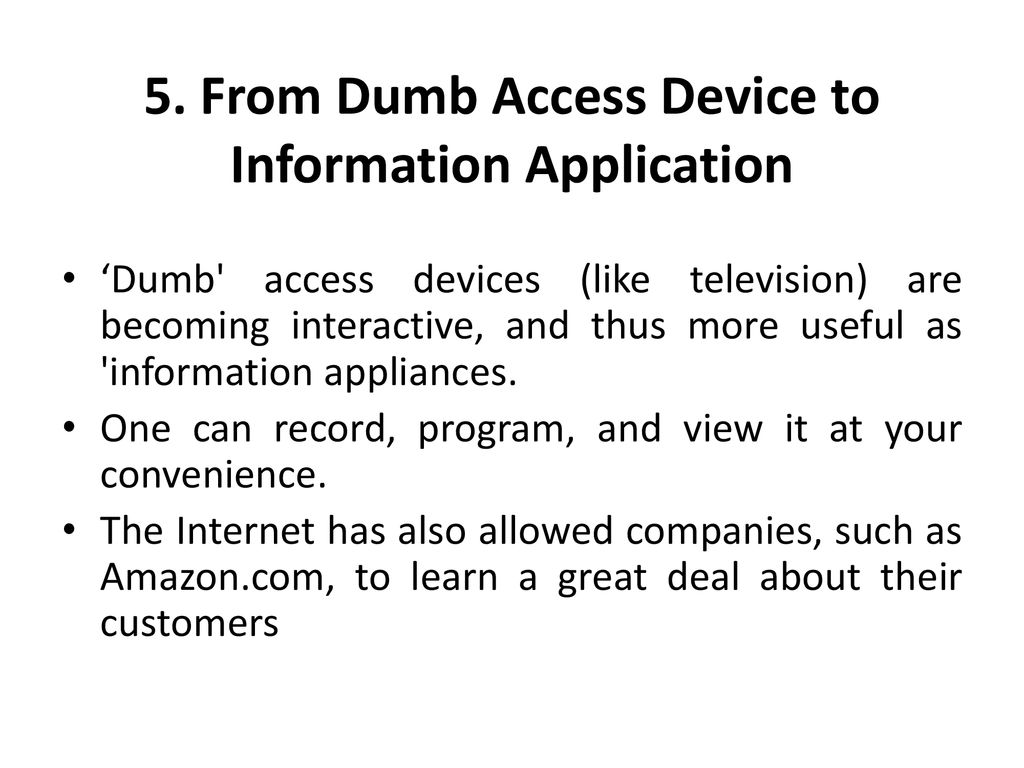 5. From Dumb Access Device to
Information Application
• ‘Dumb' access devices (like television) are
becoming interactive, and thus more useful as
'information appliances.
• One can record, program, and view it at your
convenience.
• The Internet has also allowed companies, such as
Amazon.com, to learn a great deal about their
customers